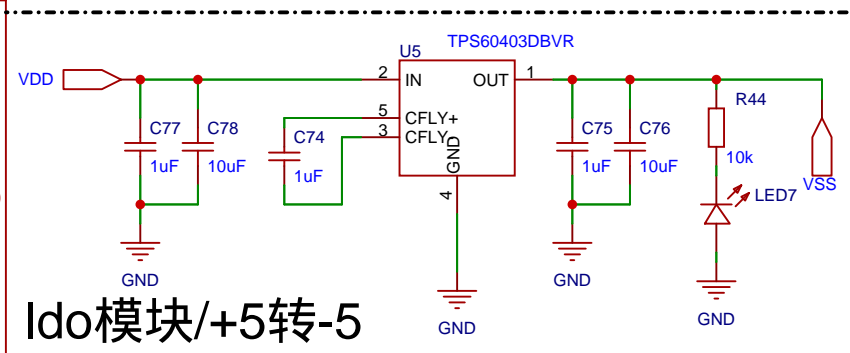 TPS60403DBVR
U5
VDD
2
IN
OUT
1
5
CFLY+
3
CFLY-
GND
4
C77
1uF
C78
10uF
C74
1uF
C75
1uF
C76
10uF
R44
10k
LED7
VSS
GND
GND
GND
GND
ldo模块/+5转-5